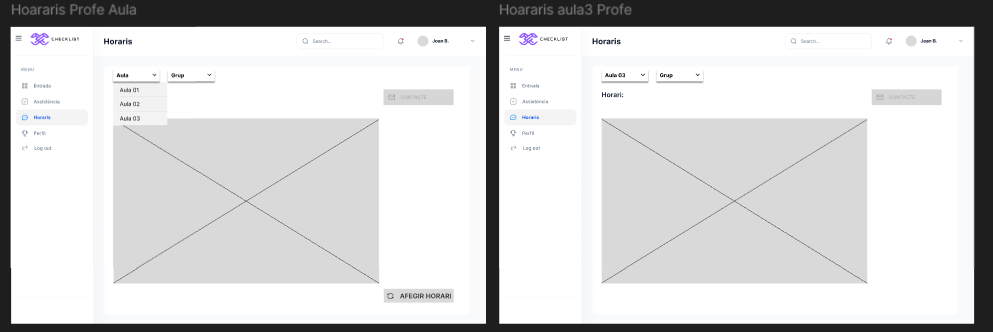 Hoararis Profe Aula
CHECKLIST
Horaris
Search...
Joan B.
MENU
Entrada
Assistència
Horaris
Perfil
Log out
Aula
Grup
Aula 01
Aula 02
Aula 03
CONTACTE
AFEGIR HORARI
Hoararis aula3 Profe
CHECKLIST
Horaris
Search...
Joan B.
MENU
Entrada
Assistència
Horaris
Perfil
Log out
Aula 03
Grup
Horari:
CONTACTE